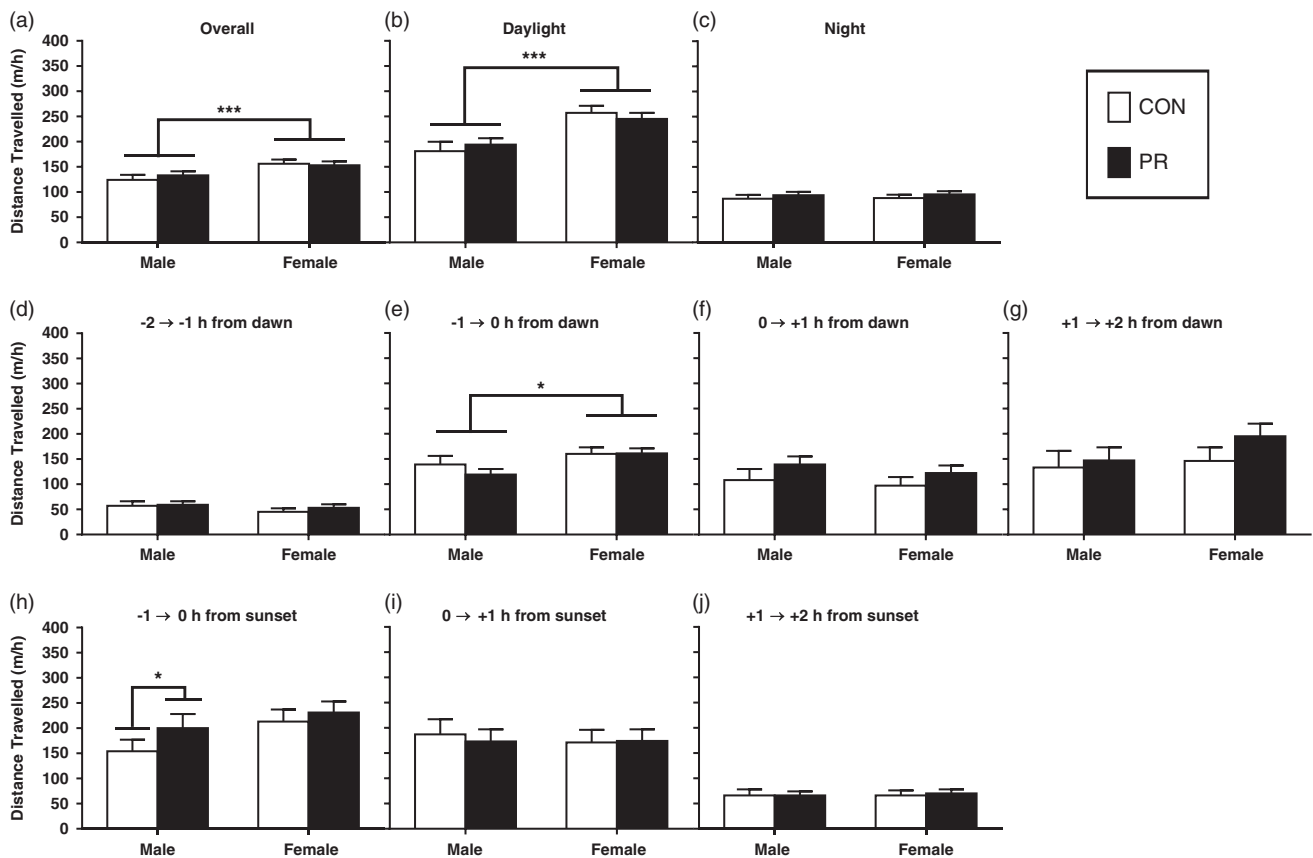 (a) Overall
(b) Daylight
(c) Night
Distance Travelled (m/h)
400
350
300
250
200
150
100
50
0
***
***
Male Female
Male Female
Male Female
CON
PR
(d) -2 → -1 h from dawn
(e) -1 → 0 h from dawn
(f) 0 → +1 h from dawn
(g) +1 → +2 h from dawn
Distance Travelled (m/h)
400
350
300
250
200
150
100
50
0
*
Male Female
Male Female
Male Female
Male Female
(h) -1 → 0 h from sunset
(i) 0 → +1 h from sunset
(j) +1 → +2 h from sunset
Distance Travelled (m/h)
400
350
300
250
200
150
100
50
0
*
Male Female
Male Female
Male Female